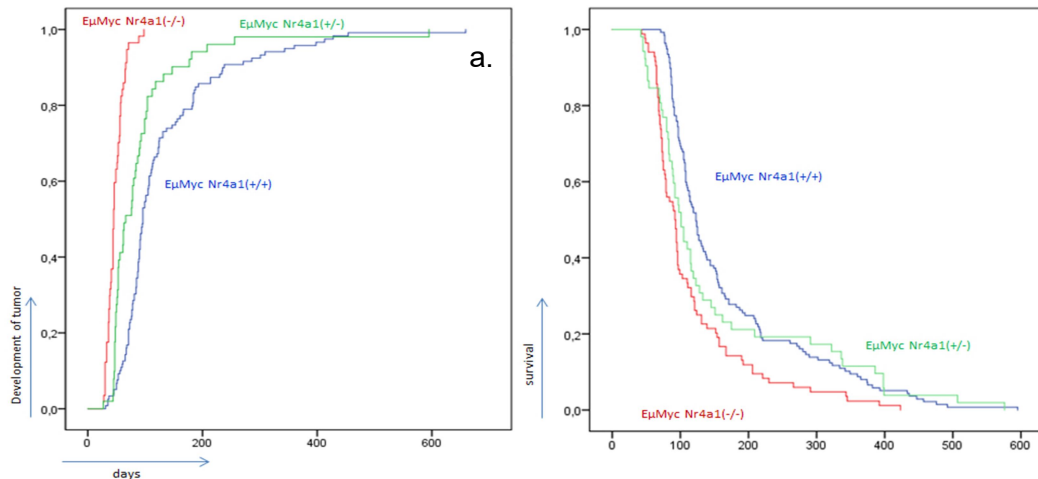 EµMyc Nr4a1(-/-)
EµMyc Nr4a1(+/-)
a.
1,0
0,8
0,6
0,4
0,2
0,0
EµMyc Nr4a1(+/+)
Development of tumor
0
200
400
600
days
1,0
0,8
0,6
0,4
0,2
0,0
EµMyc Nr4a1(+/+)
EµMyc Nr4a1(+/-)
EµMyc Nr4a1(-/-)
survival
0
100
200
300
400
500
600